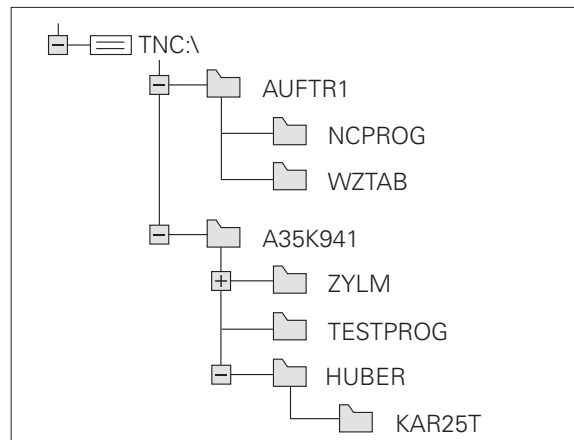 TNC:\
AUFTR1
NCPROG
WZTAB
A35K941
ZYLM
TESTPROG
HUBER
KAR25T